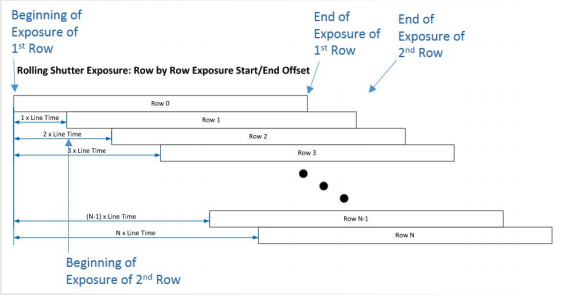 Beginning of
Exposure of
1st Row
End of
Exposure of
1st Row
End of
Exposure of
2nd Row
Rolling Shutter Exposure: Row by Row Exposure Start/End Offset
Row 0
1 x Line Time
Row 1
2 x Line Time
Row 2
3 x Line Time
Row 3
(N-1) x Line Time
Row N-1
N x Line Time
Row N
Beginning of
Exposure of 2nd Row